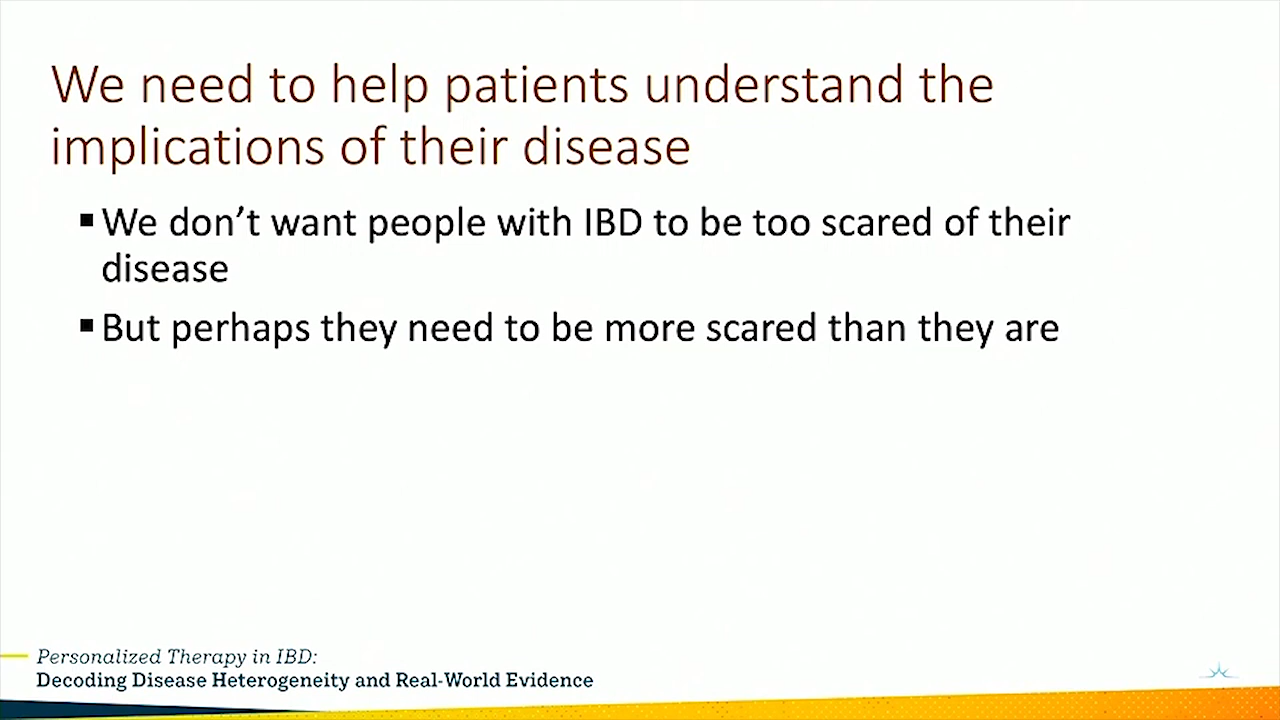 We need to help patients understand the
implications of their disease
▪We don’t want people with IBD to be too scared of their
disease
▪But perhaps they need to be more scared than they are
Personalized Therapy in IBD:
Decoding Disease Heterogeneity and Real-World Evidence